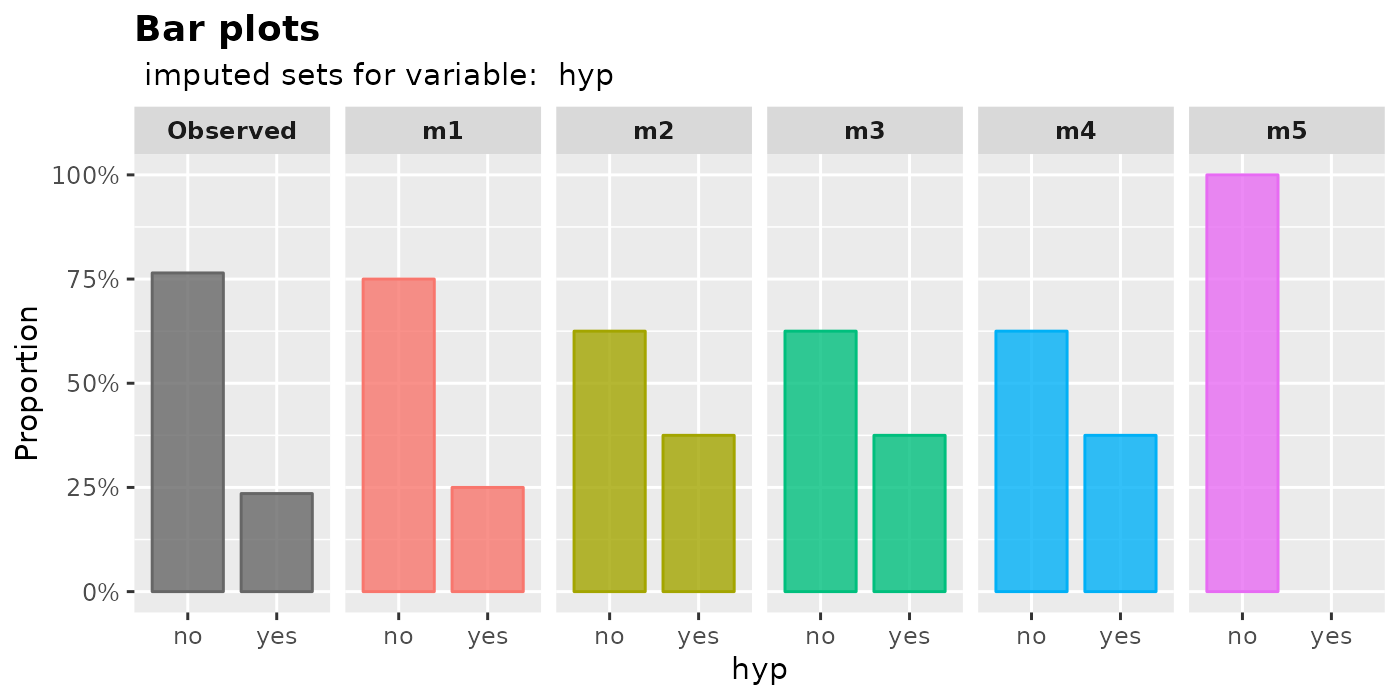 Bar plots
imputed sets for variable:  hyp
Observed m1 m2 m3 m4 m5
100%
75%
50%
25%
0%
Proportion
no yes no yes no yes no yes no yes no yes
hyp